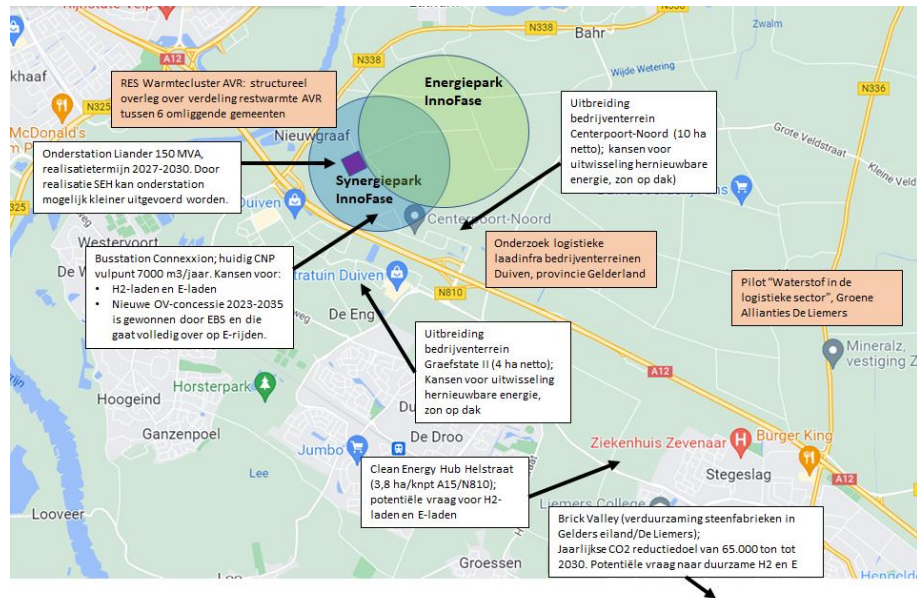 N338
N338
Bahr
Zwalm
A12
RES Warmtecluster AVR: structureel
overleg over verdeling restwarmte AVR
tussen 6 omliggende gemeenten
Energiepark
InnoFase
Wijde Wetering
N336
N325
McDonald's
Nieuwgraaf
Uitbreiding
bedrijventerrein
Centerpoort-Noord (10 ha
netto); kansen voor
uitwisseling hernieuwbare
energie, zon op dak)
Grote Veldstraat
Kleine Veld
Onderstation Liander 150 MVA,
realisatietermijn 2027-2030. Door
realisatie SEH kan onderstation
mogelijk kleiner uitgevoerd worden.
Synergiepark
InnoFase
Duiven
Centerpoort-Noord
325
Westervoort
De W
Busstation Connexxion; huidig CNP
vulpunt 7000 m3/jaar. Kansen voor:
• H2-laden en E-laden
• Nieuwe OV-concessie 2023-2035
is gewonnen door EBS en die
gaat volledig over op E-rijden.
tratuin Duiven
N810
De Eng
Onderzoek logistieke
laadinfra bedrijventerreinen
Duiven, provincie Gelderland
Pilot "Waterstof in de
logistieke sector", Groene
Allianties De Liemers
Uitbreiding
bedrijventerrein
Graefstate II (4 ha netto);
Kansen voor uitwisseling
hernieuwbare energie,
zon op dak
Mineralz,
vestiging Z
A12
Horsterpark
Hoogeind
Ganzenpoel
Du
De Droo
Jumbo
Lee
Ziekenhuis Zevenaar
Burger King
Stegeslag
A12
Clean Energy Hub Helstraat
(3,8 ha/knpt A15/N810);
potentiële vraag voor H2-
laden en E-laden
Liemers College
Looveer
Brick Valley (verduurzaming steenfabrieken in
Gelders eiland/De Liemers);
Jaarlijkse CO2 reductiedoel van 65.000 ton tot
2030. Potentiële vraag naar duurzame H2 en E
Groessen
Loo
Hengeld